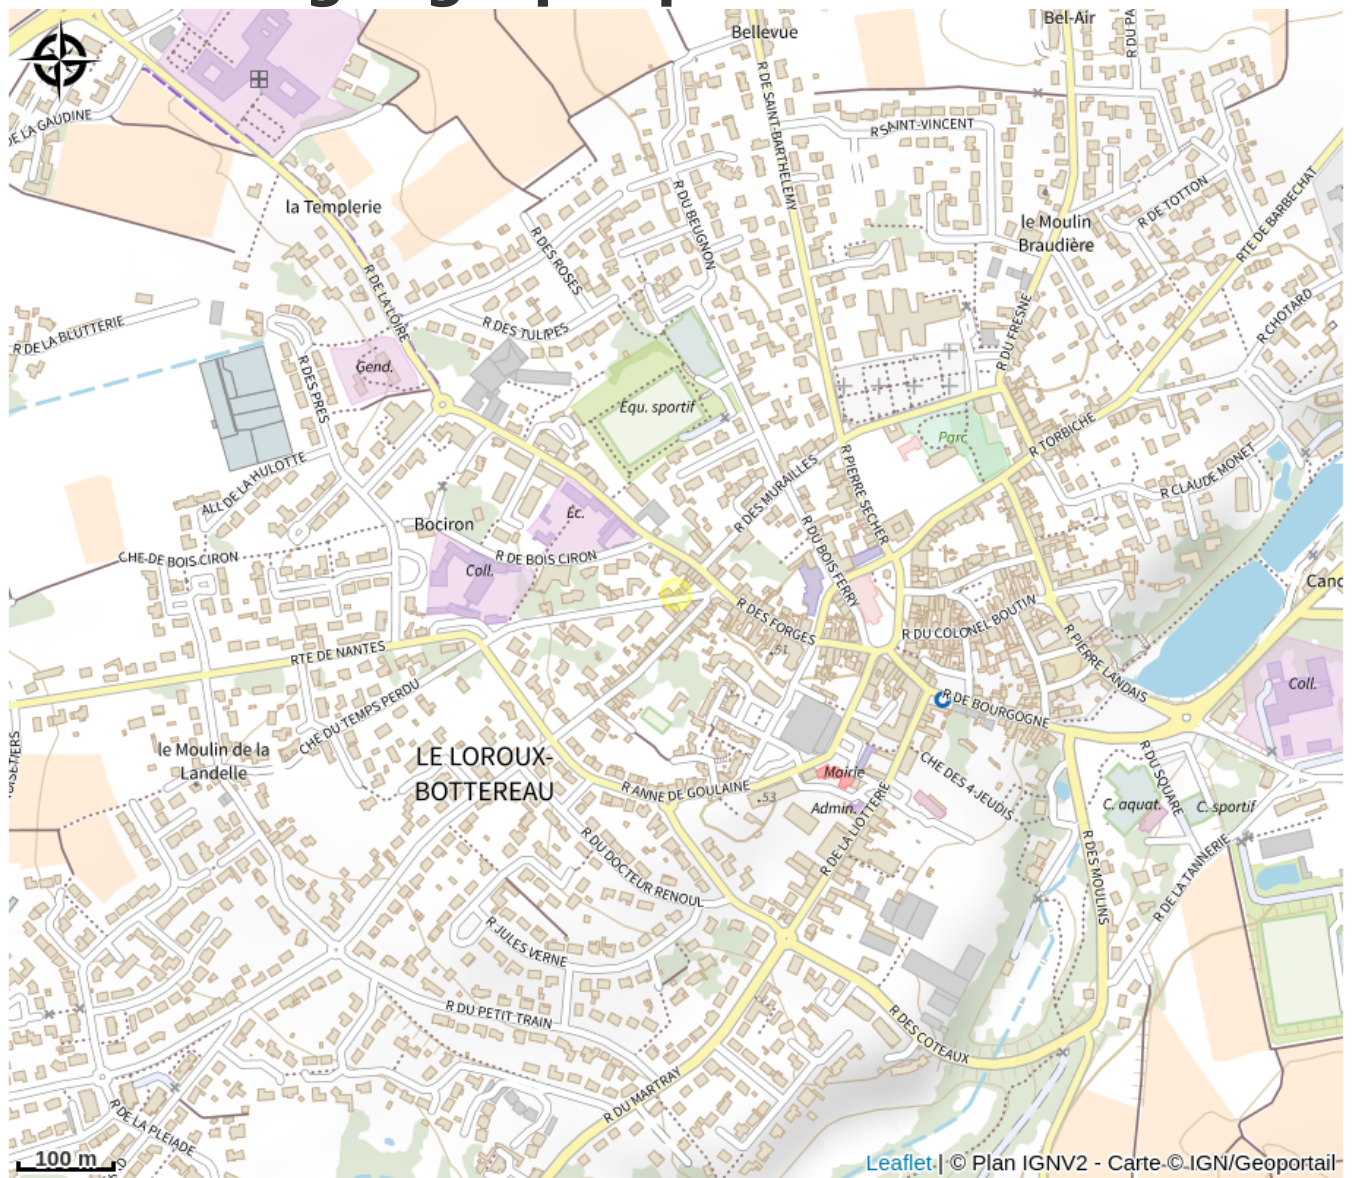 Bellevue
Bel-Air
R DU PA
DE LA GAUDINE
R DE SAINT-BARTHELEMY
R SAINT-VINCENT
la Templerie
R DU BEUGNON
R DE TOTTON
RTE DE BARBECHAT
le Moulin
Braudière
R DES ROSES
R DE LA LOIRE
R DE LA BLUTTERIE
R DES TULIPES
R DU FRESNE
R CHOTARD
R DES PRES
Gend.
Equ. sportif
Parc
R TORBICHE
R PIERRE SECHER
R DES MURAILLES
R CLAUDE MONET
ALL DE LA HULOTTE
Bociron
Éc.
R DU BOIS FERRY
CHE DE BOIS CIRON
R DE BOIS CIRON
Coll.
Canc
R DES FORGES
R DU COLONEL BOUTIN
.51
RTE DE NANTES
R PIERRE LANDAIS
Coll.
CHE DU TEMPS PERDU
R DE BOURGOGNE
le Moulin de la
Landelle
LE LOROUX-
BOTTEREAU
R ANNE DE GOULAINE
Mairie
.53
Admin.
CHE DES 4 JEUDIS
R DU SQUARE
C. aquat.
C. sportif
R DE LA LIOTTERIE
R DU DOCTEUR RENOUL
R DES MOULINS
R DE LA TANNERIE
R JULES VERNE
R DU PETIT TRAIN
R DES COTEAUX
R DU MARTRAY
R DE LA PLEIADE
100 m
Leaflet | © Plan IGNV2 - Carte © IGN/Geoportail